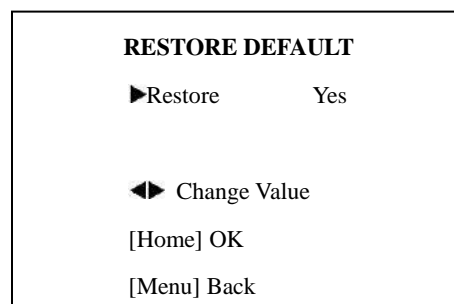 RESTORE DEFAULT
▶Restore Yes
◀▶ Change Value
[Home] OK
[Menu] Back